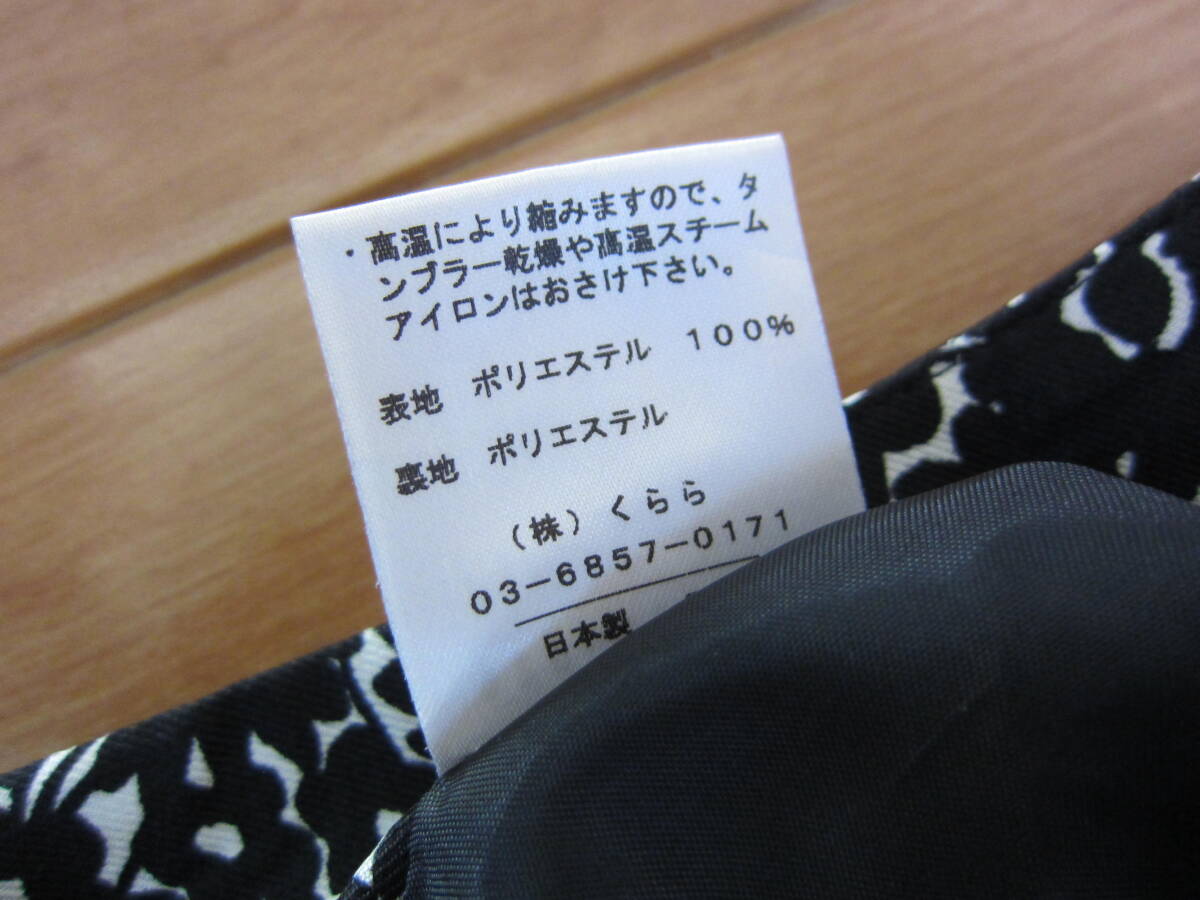 ・高温により縮みますので、タ
ンブラー乾燥や高温スチーム
アイロンはおさけ下さい。
表地 ポリエステル 100%
裏地 ポリエステル
(株)くらら
03-6857-0171
日本製